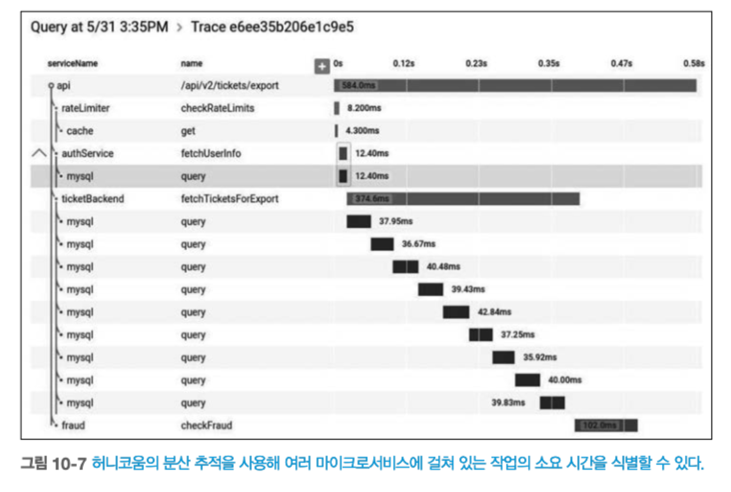 Query at 5/31 3:35PM > Trace e6ee35b206e1c9e5
serviceName name + 0s 0.12s 0.23s 0.35s 0.47s 0.58s
api /api/v2/tickets/export 584.0ms
rateLimiter checkRateLimits 8.200ms
cache get 4.300ms
authService fetchUserInfo 12.40ms
mysql query 12.40ms
ticketBackend fetchTicketsForExport 374.6ms
mysql query 37.95ms
mysql query 36.67ms
mysql query 40.48ms
mysql query 39.43ms
mysql query 42.84ms
mysql query 37.25ms
mysql query 35.92ms
mysql query 40.00ms
mysql query 39.83ms
fraud checkFraud 102.0ms
그림 10-7 허니코움의 분산 추적을 사용해 여러 마이크로서비스에 걸쳐 있는 작업의 소요 시간을 식별할 수 있다.